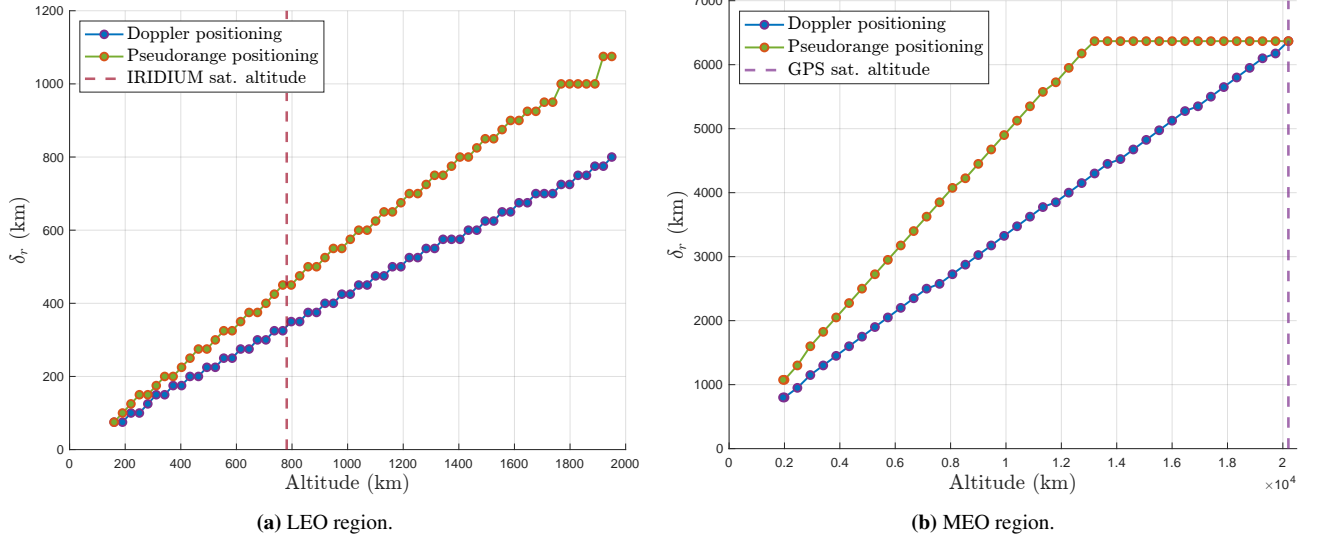 1200
1000
800
600
400
200
0
δr (km)
Doppler positioning
Pseudorange positioning
IRIDIUM sat. altitude
0 200 400 600 800 1000 1200 1400 1600 1800 2000
Altitude (km)
(a) LEO region.
7000
6000
5000
4000
3000
2000
1000
0
δr (km)
Doppler positioning
Pseudorange positioning
GPS sat. altitude
0 0.2 0.4 0.6 0.8 1 1.2 1.4 1.6 1.8 2
×10⁴
Altitude (km)
(b) MEO region.